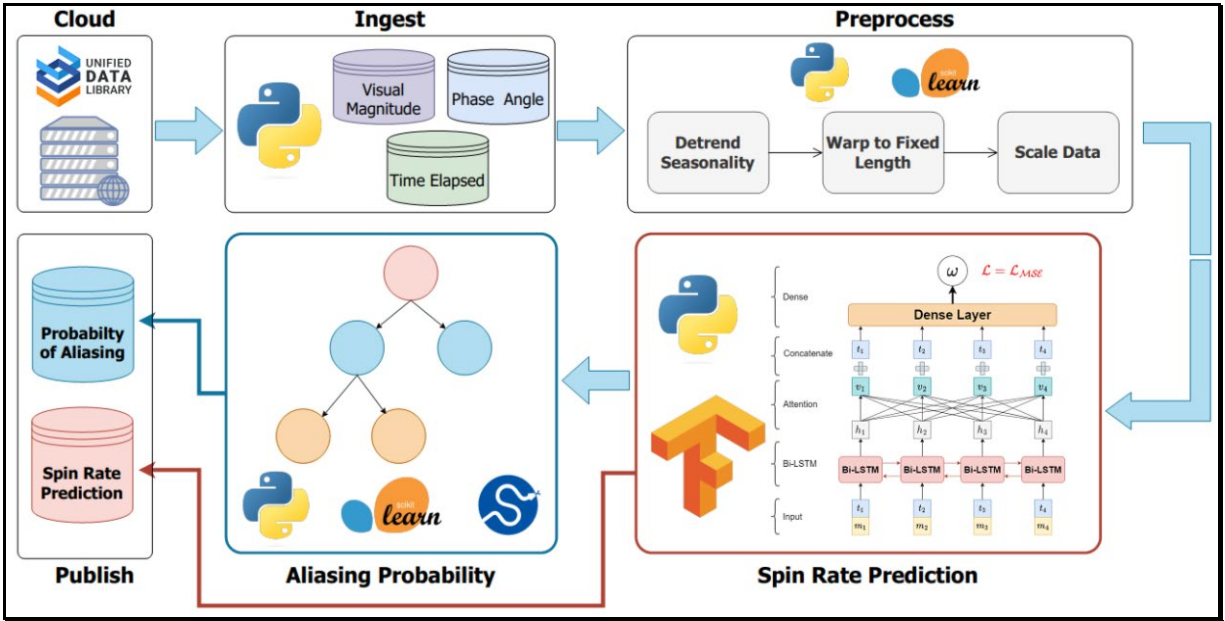 Cloud
UNIFIED
DATA
LIBRARY
Ingest
Visual
Magnitude
Phase Angle
Time Elapsed
Preprocess
scikit
learn
Detrend
Seasonality
Warp to Fixed
Length
Scale Data
Probabilty
of Aliasing
Spin Rate
Prediction
Publish
scikit
learn
Aliasing Probability
Dense
Concatenate
Attention
Bi-LSTM
Input
ω
ℒ = ℒ_MSE
Dense Layer
t₁ t₂ t₃ t₄
v₁ v₂ v₃ v₄
h₁ h₂ h₃ h₄
Bi-LSTM Bi-LSTM Bi-LSTM Bi-LSTM
t₁ t₂ t₃ t₄
m₁ m₂ m₃ m₄
Spin Rate Prediction